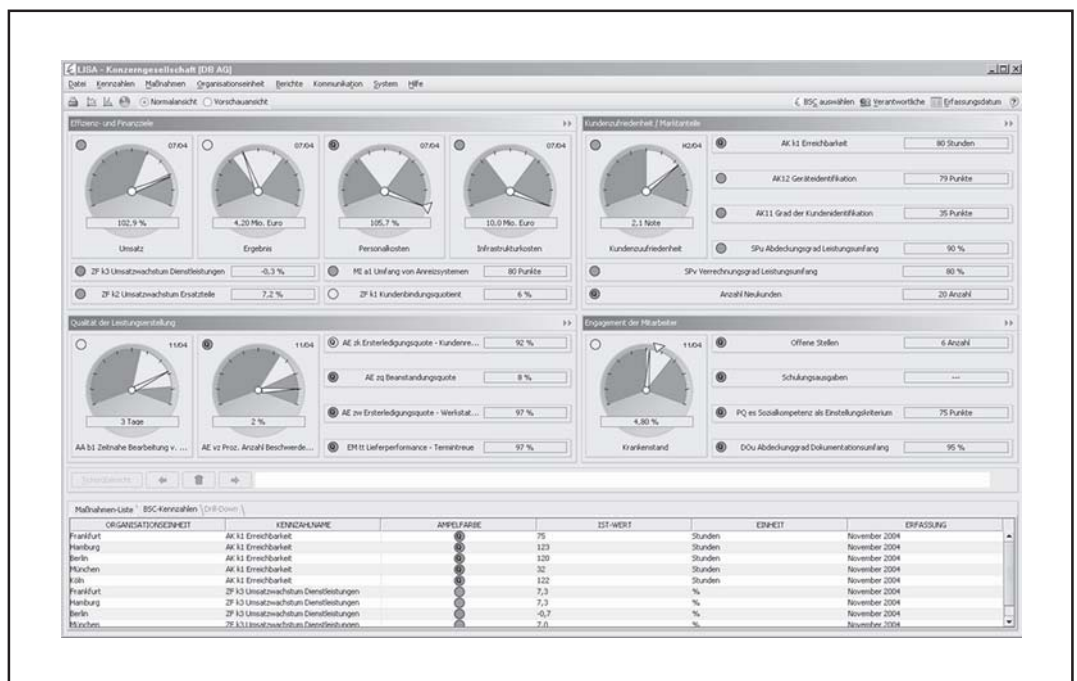 LISA - Konzerngesellschaft [DB AG]
Datei Kennzahlen Maßnahmen Organisationseinheit Berichte Kommunikation System Hilfe
Normalansicht Vorschauansicht BSC auswählen Verantwortliche Erfassungsdatum
Effizienz- und Finanzziele
07/04 07/04 07/04 07/04
102,9 % 4,20 Mio. Euro 105,7 % 10,0 Mio. Euro
Umsatz Ergebnis Personalkosten Infrastrukturkosten
ZF k3 Umsatzwachstum Dienstleistungen -0,3 % MI a1 Umfang von Anreizsystemen 80 Punkte
ZF k2 Umsatzwachstum Ersatzteile 7,2 % ZF k1 Kundenbindungsquotient 6 %
Kundenzufriedenheit / Marktanteile
H2/04
2,1 Note
Kundenzuufriedenheit
AK k1 Erreichbarkeit 80 Stunden
AK12 Geräteidentifikation 79 Punkte
AK11 Grad der Kundenidentifikation 35 Punkte
SPu Abdeckungsgrad Leistungsumfang 90 %
SPv Verrechnungsgrad Leistungsumfang 80 %
Anzahl Neukunden 20 Anzahl
Qualität der Leistungserstellung
11/04 11/04
3 Tage 2 %
AA b1 Zeitnahe Bearbeitung v. ... AE vz Proz. Anzahl Beschwerde...
AE zk Ersterledigungsquote - Kundenre... 92 %
AE zq Beanstandungsquote 8 %
AE zw Ersterledigungsquote - Werkstat... 97 %
EM tt Lieferperformance - Termintreue 97 %
Engagement der Mitarbeiter
11/04
4,80 %
Krankenstand
Offene Stellen 6 Anzahl
Schulungsausgaben ---
PQ es Sozialkompetenz als Einstellungskriterium 75 Punkte
DOu Abdeckunggrad Dokumentationsumfang 95 %
Maßnahmen-Liste BSC-Kennzahlen Drill-Down
ORGANISATIONSEINHEIT KENNZAHLNAME AMPELFARBE IST-WERT EINHEIT ERFASSUNG
Frankfurt AK k1 Erreichbarkeit 75 Stunden November 2004
Hamburg AK k1 Erreichbarkeit 123 Stunden November 2004
Berlin AK k1 Erreichbarkeit 120 Stunden November 2004
München AK k1 Erreichbarkeit 32 Stunden November 2004
Köln AK k1 Erreichbarkeit 122 Stunden November 2004
Frankfurt ZF k3 Umsatzwachstum Dienstleistungen 7,3 % November 2004
Hamburg ZF k3 Umsatzwachstum Dienstleistungen 7,3 % November 2004
Berlin ZF k3 Umsatzwachstum Dienstleistungen -0,7 % November 2004
München ZF k3 Umsatzwachstum Dienstleistungen 7,0 % November 2004